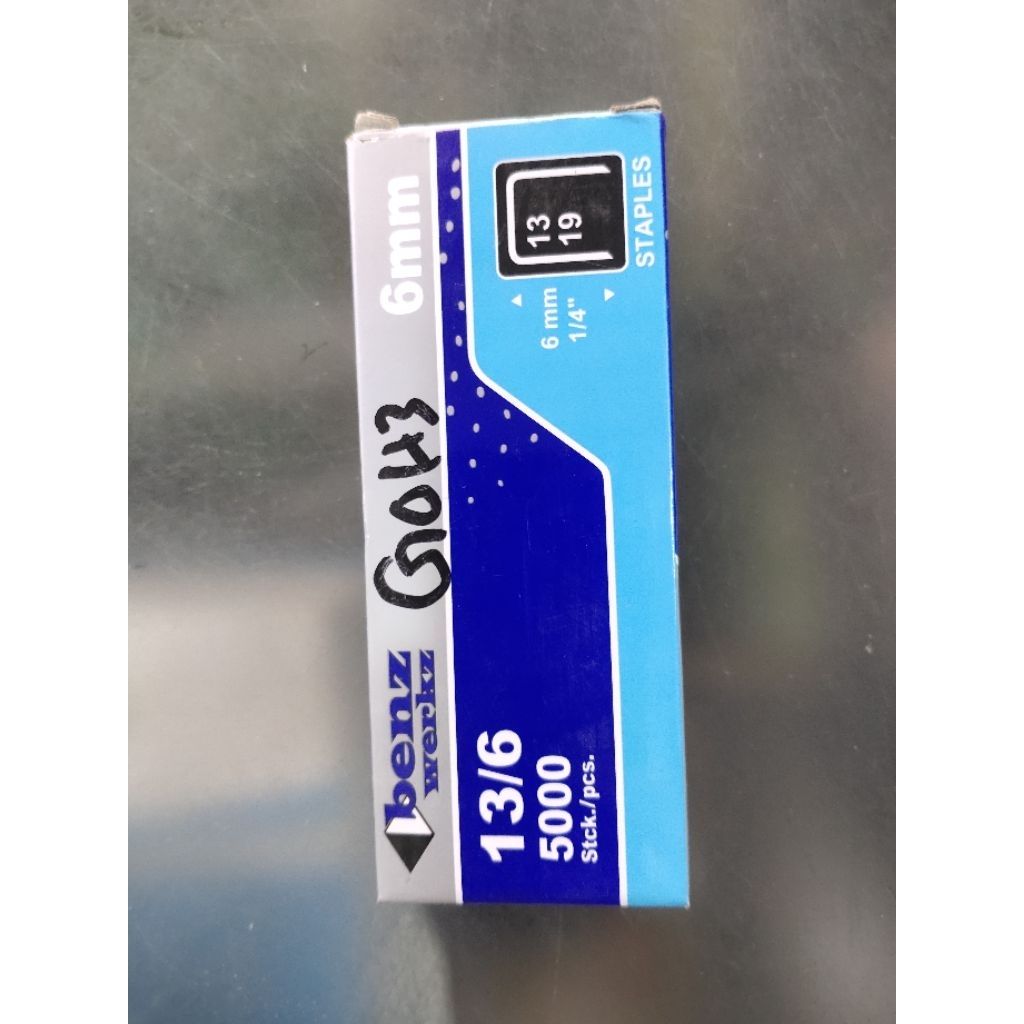 benz
werkz
6mm
13/6
5000
Stck./pcs.
6 mm
1/4"
13
19
STAPLES